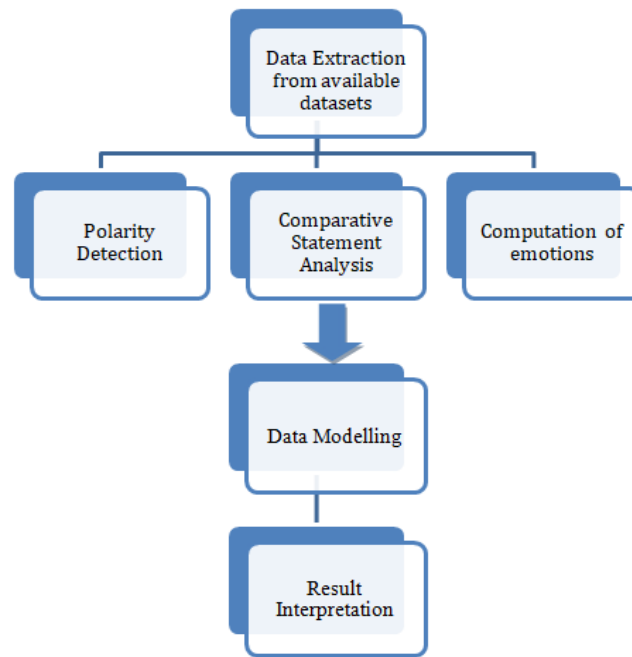 Data Extraction
from available
datasets
Polarity
Detection
Comparative
Statement
Analysis
Computation of
emotions
Data Modelling
Result
Interpretation